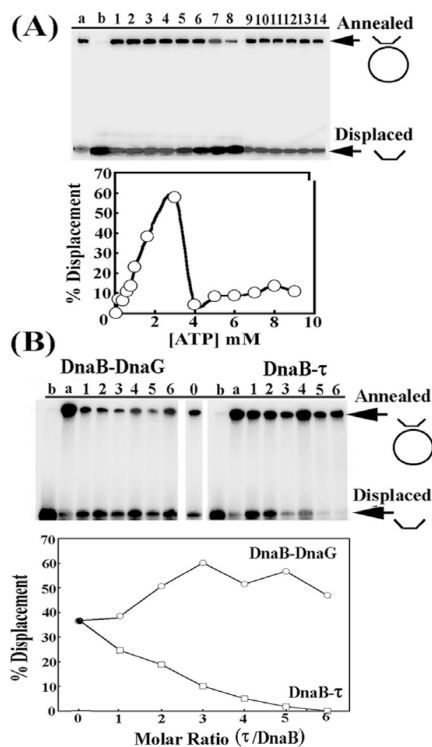 (A)
a b 1 2 3 4 5 6 7 8 9 10 11 12 13 14
Annealed
Displaced
% Displacement
70
60
50
40
30
20
10
0
0 2 4 6 8 10
[ATP] mM
(B)
DnaB-DnaG DnaB-τ
b a 1 2 3 4 5 6 0 b a 1 2 3 4 5 6
Annealed
Displaced
% Displacement
70
60
50
40
30
20
10
0
DnaB-DnaG
DnaB-τ
0 1 2 3 4 5 6
Molar Ratio (τ/DnaB)